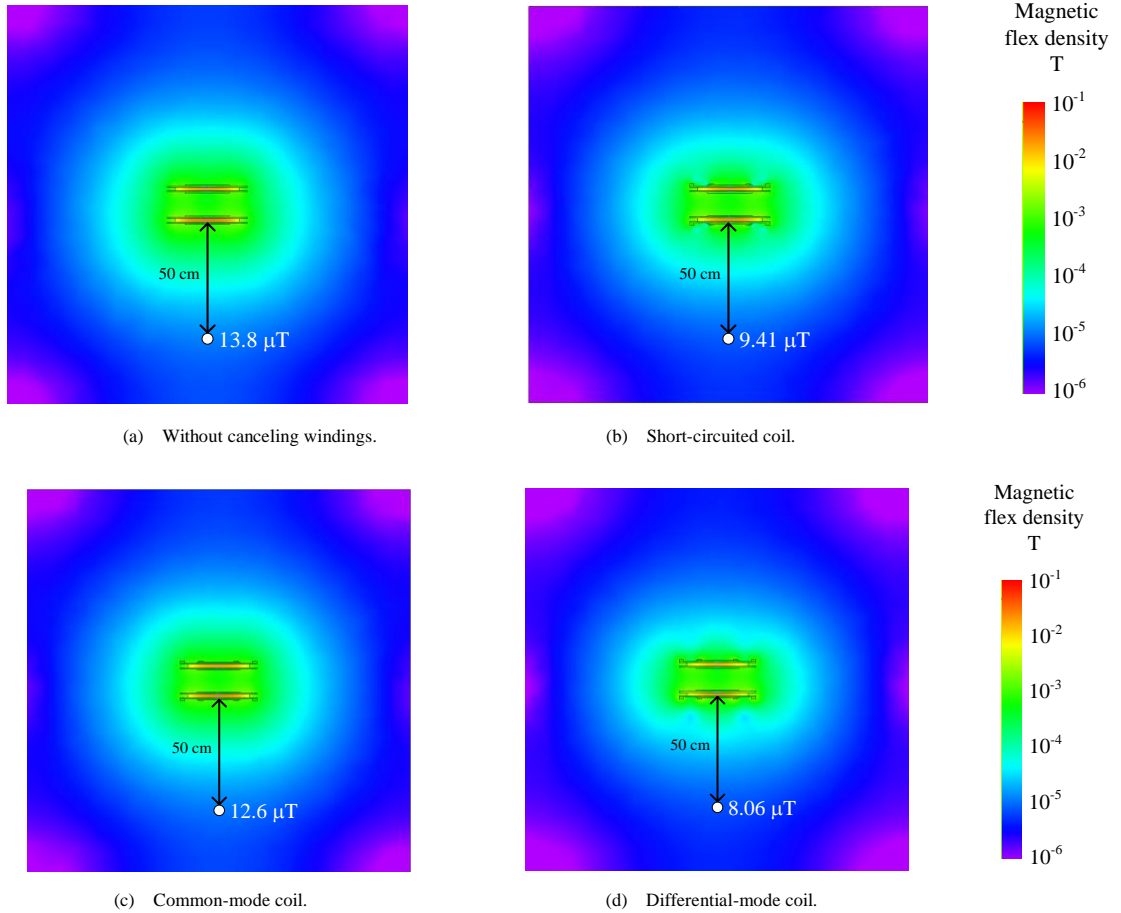 Magnetic
flex density
T
10⁻¹
10⁻²
10⁻³
10⁻⁴
10⁻⁵
10⁻⁶
50 cm
13.8 μT
50 cm
9.41 μT
(a) Without canceling windings.
(b) Short-circuited coil.
Magnetic
flex density
T
10⁻¹
10⁻²
10⁻³
10⁻⁴
10⁻⁵
10⁻⁶
50 cm
12.6 μT
50 cm
8.06 μT
(c) Common-mode coil.
(d) Differential-mode coil.